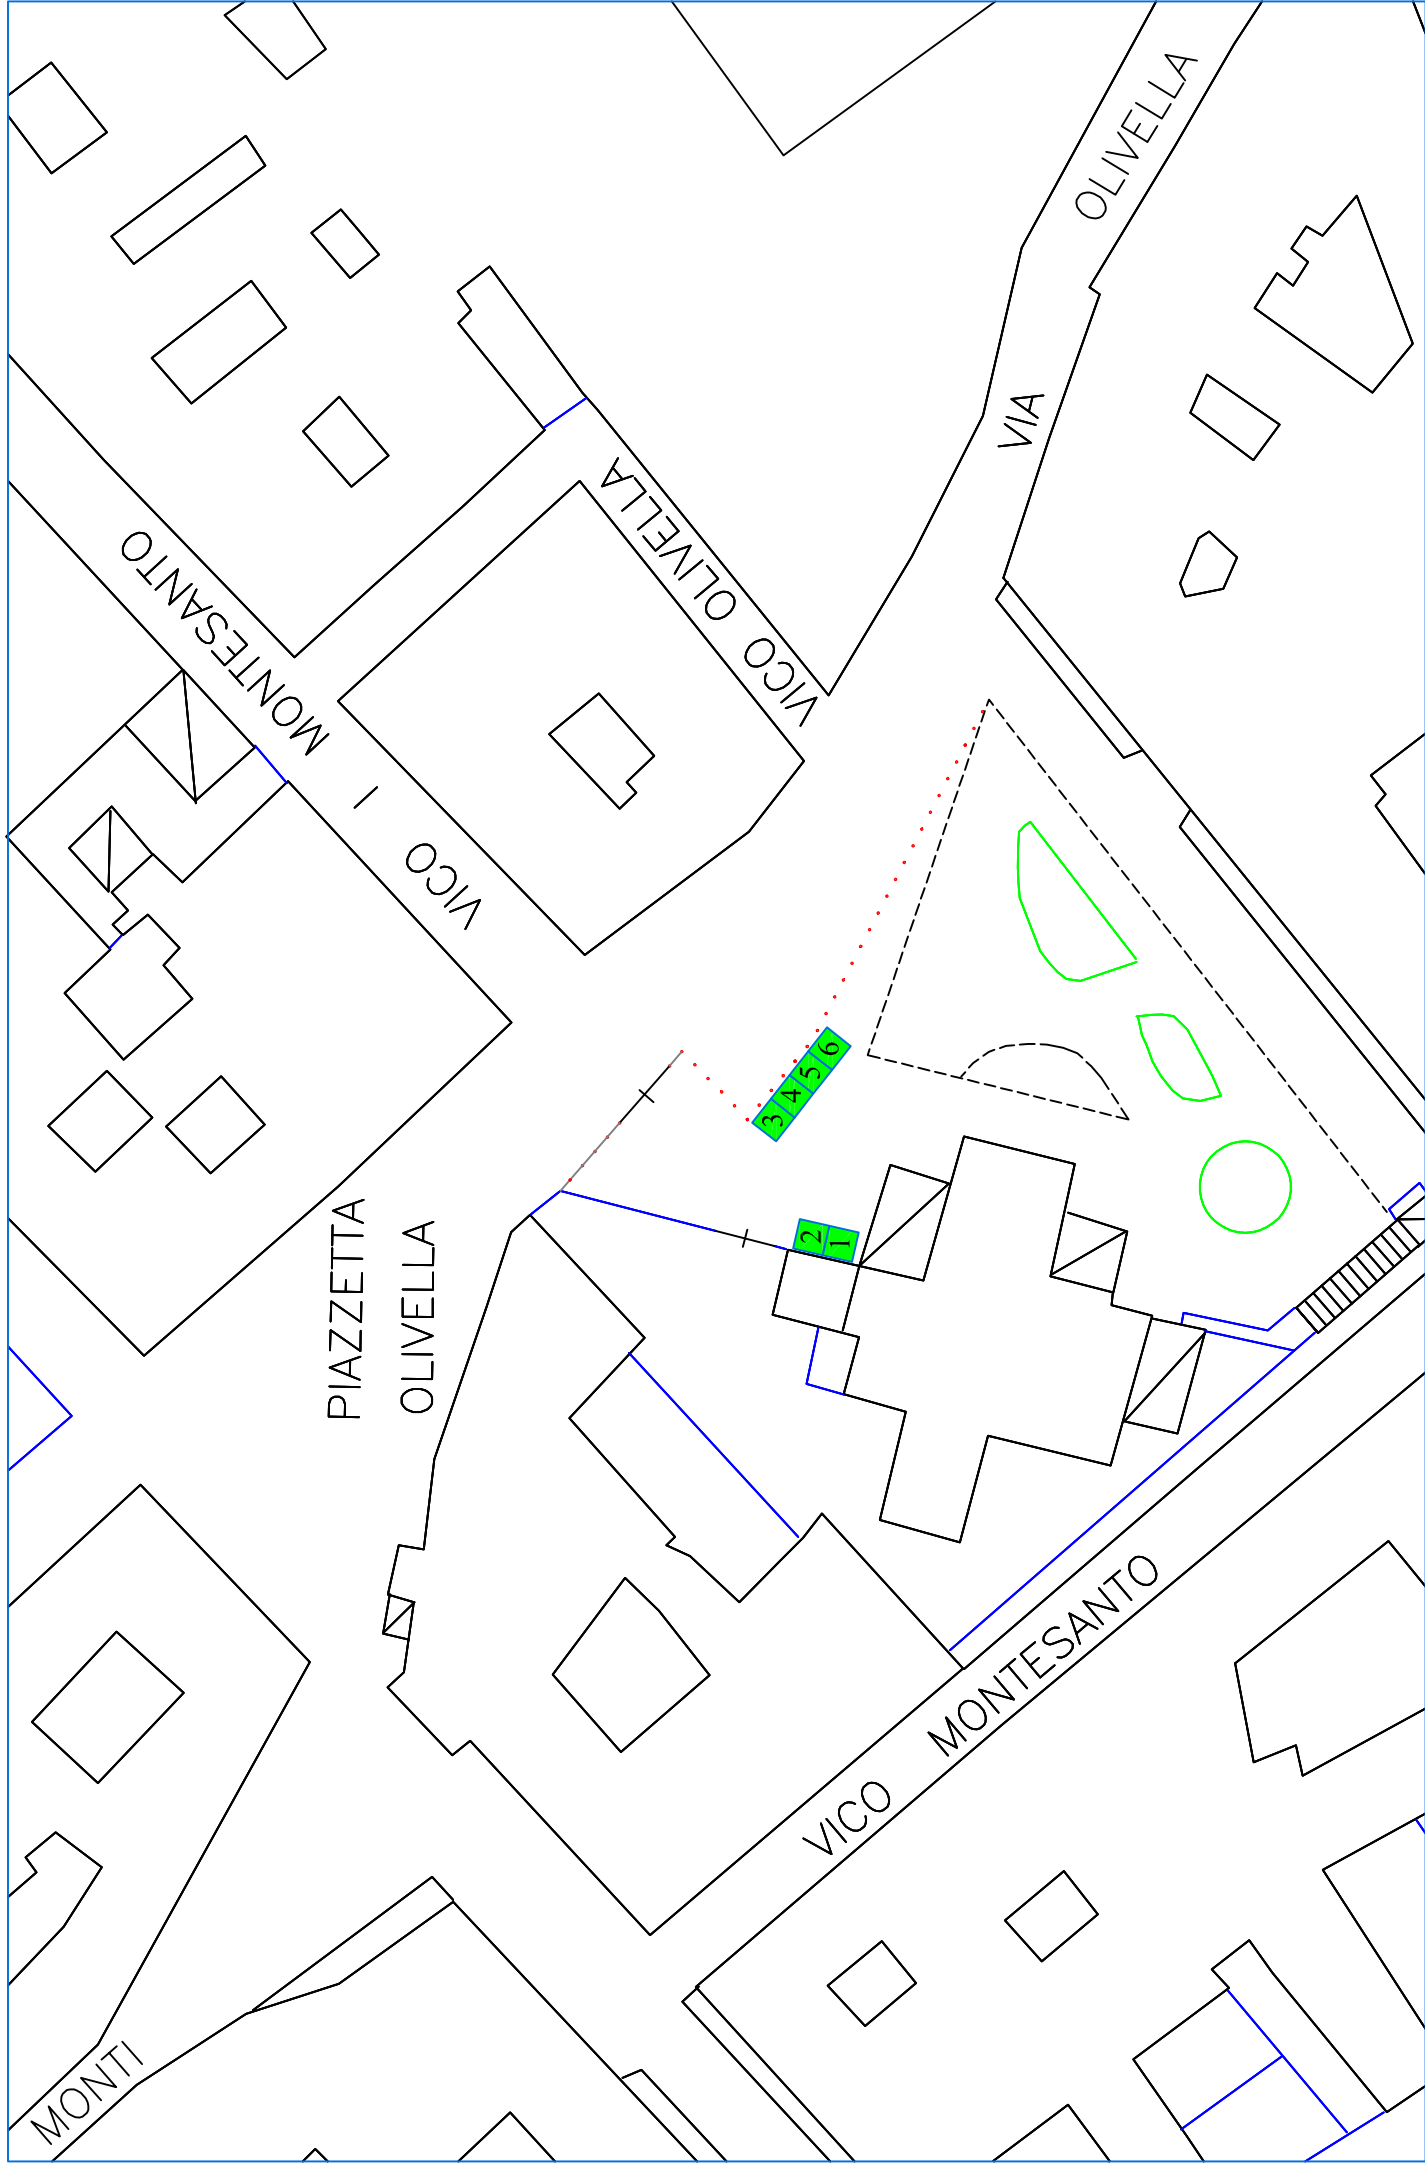 OLIVELLA
VIA
VICO OLIVELLA
VICO I MONTESANTO
6
5
4
3
2
1
PIAZZETTA
OLIVELLA
VICO MONTESANTO
MONTI